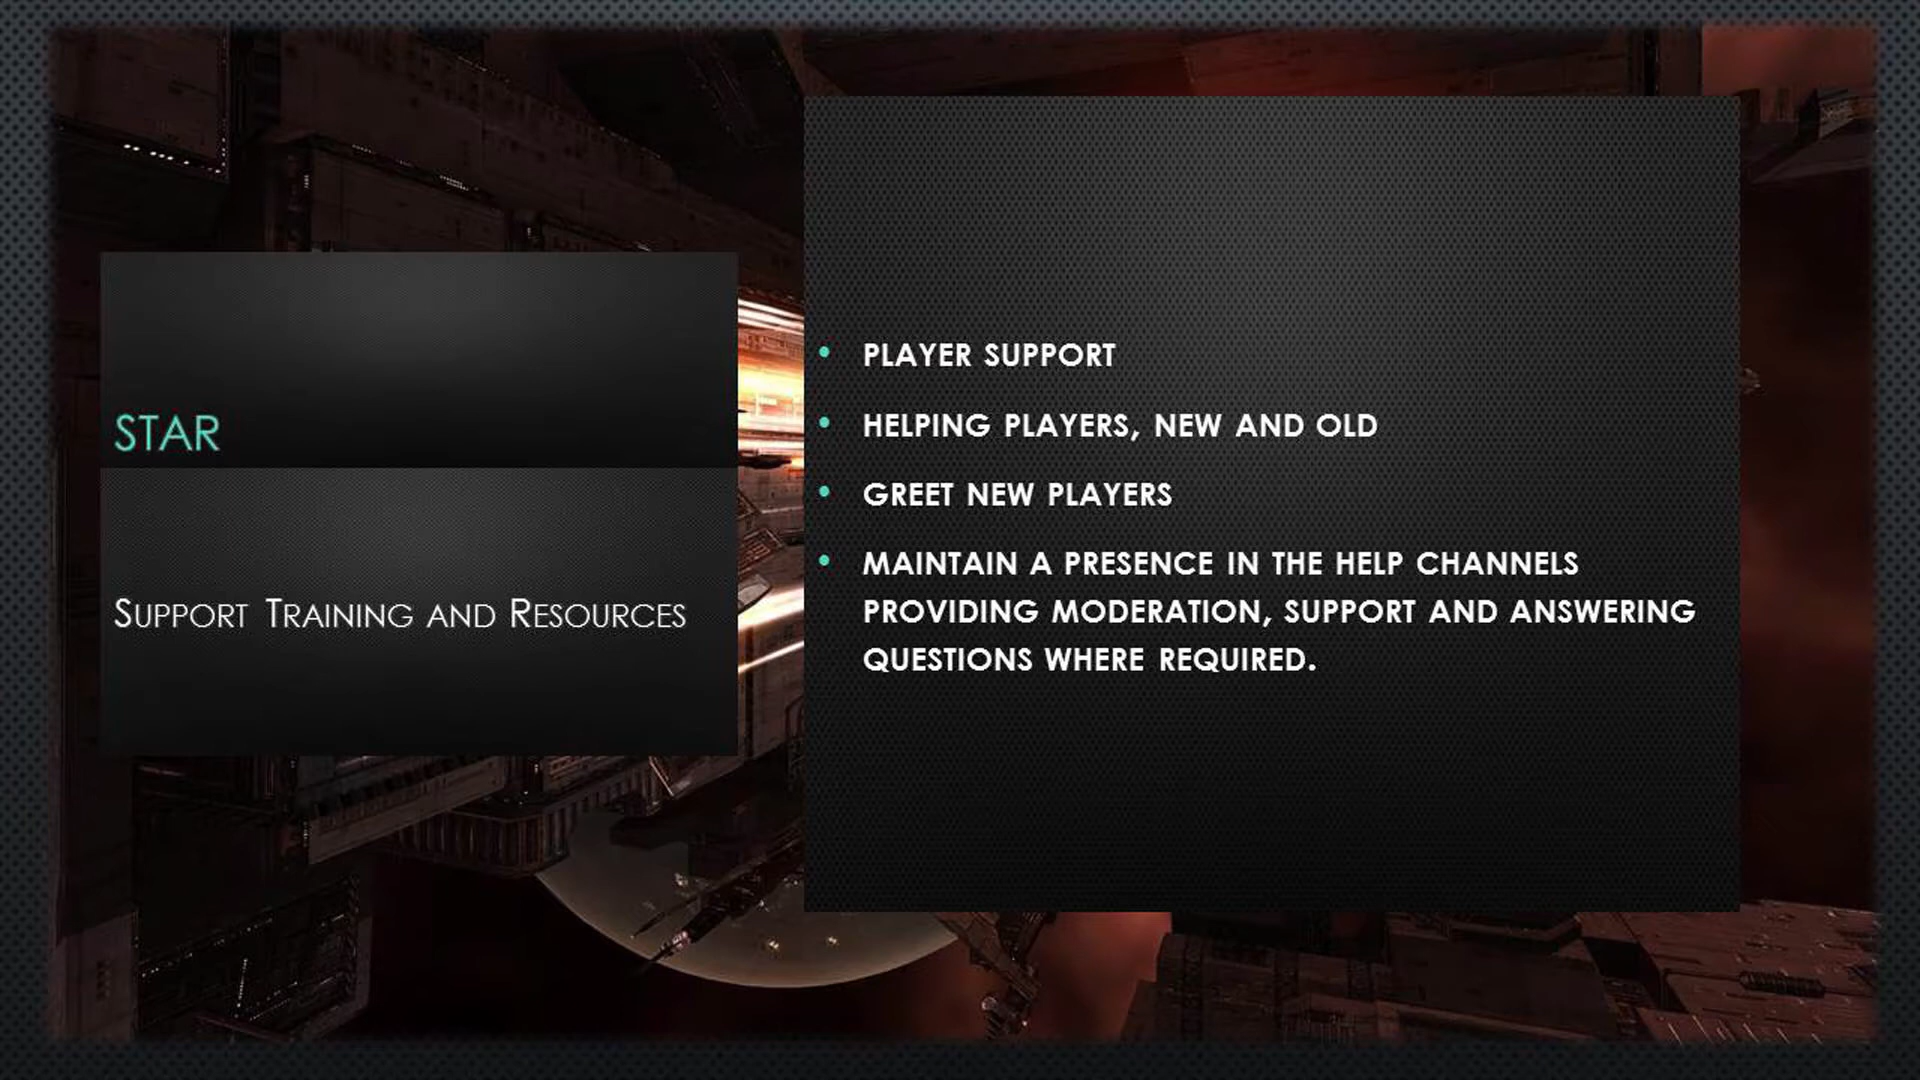 STAR
Support Training and Resources
• PLAYER SUPPORT
• HELPING PLAYERS, NEW AND OLD
• GREET NEW PLAYERS
• MAINTAIN A PRESENCE IN THE HELP CHANNELS
PROVIDING MODERATION, SUPPORT AND ANSWERING
QUESTIONS WHERE REQUIRED.